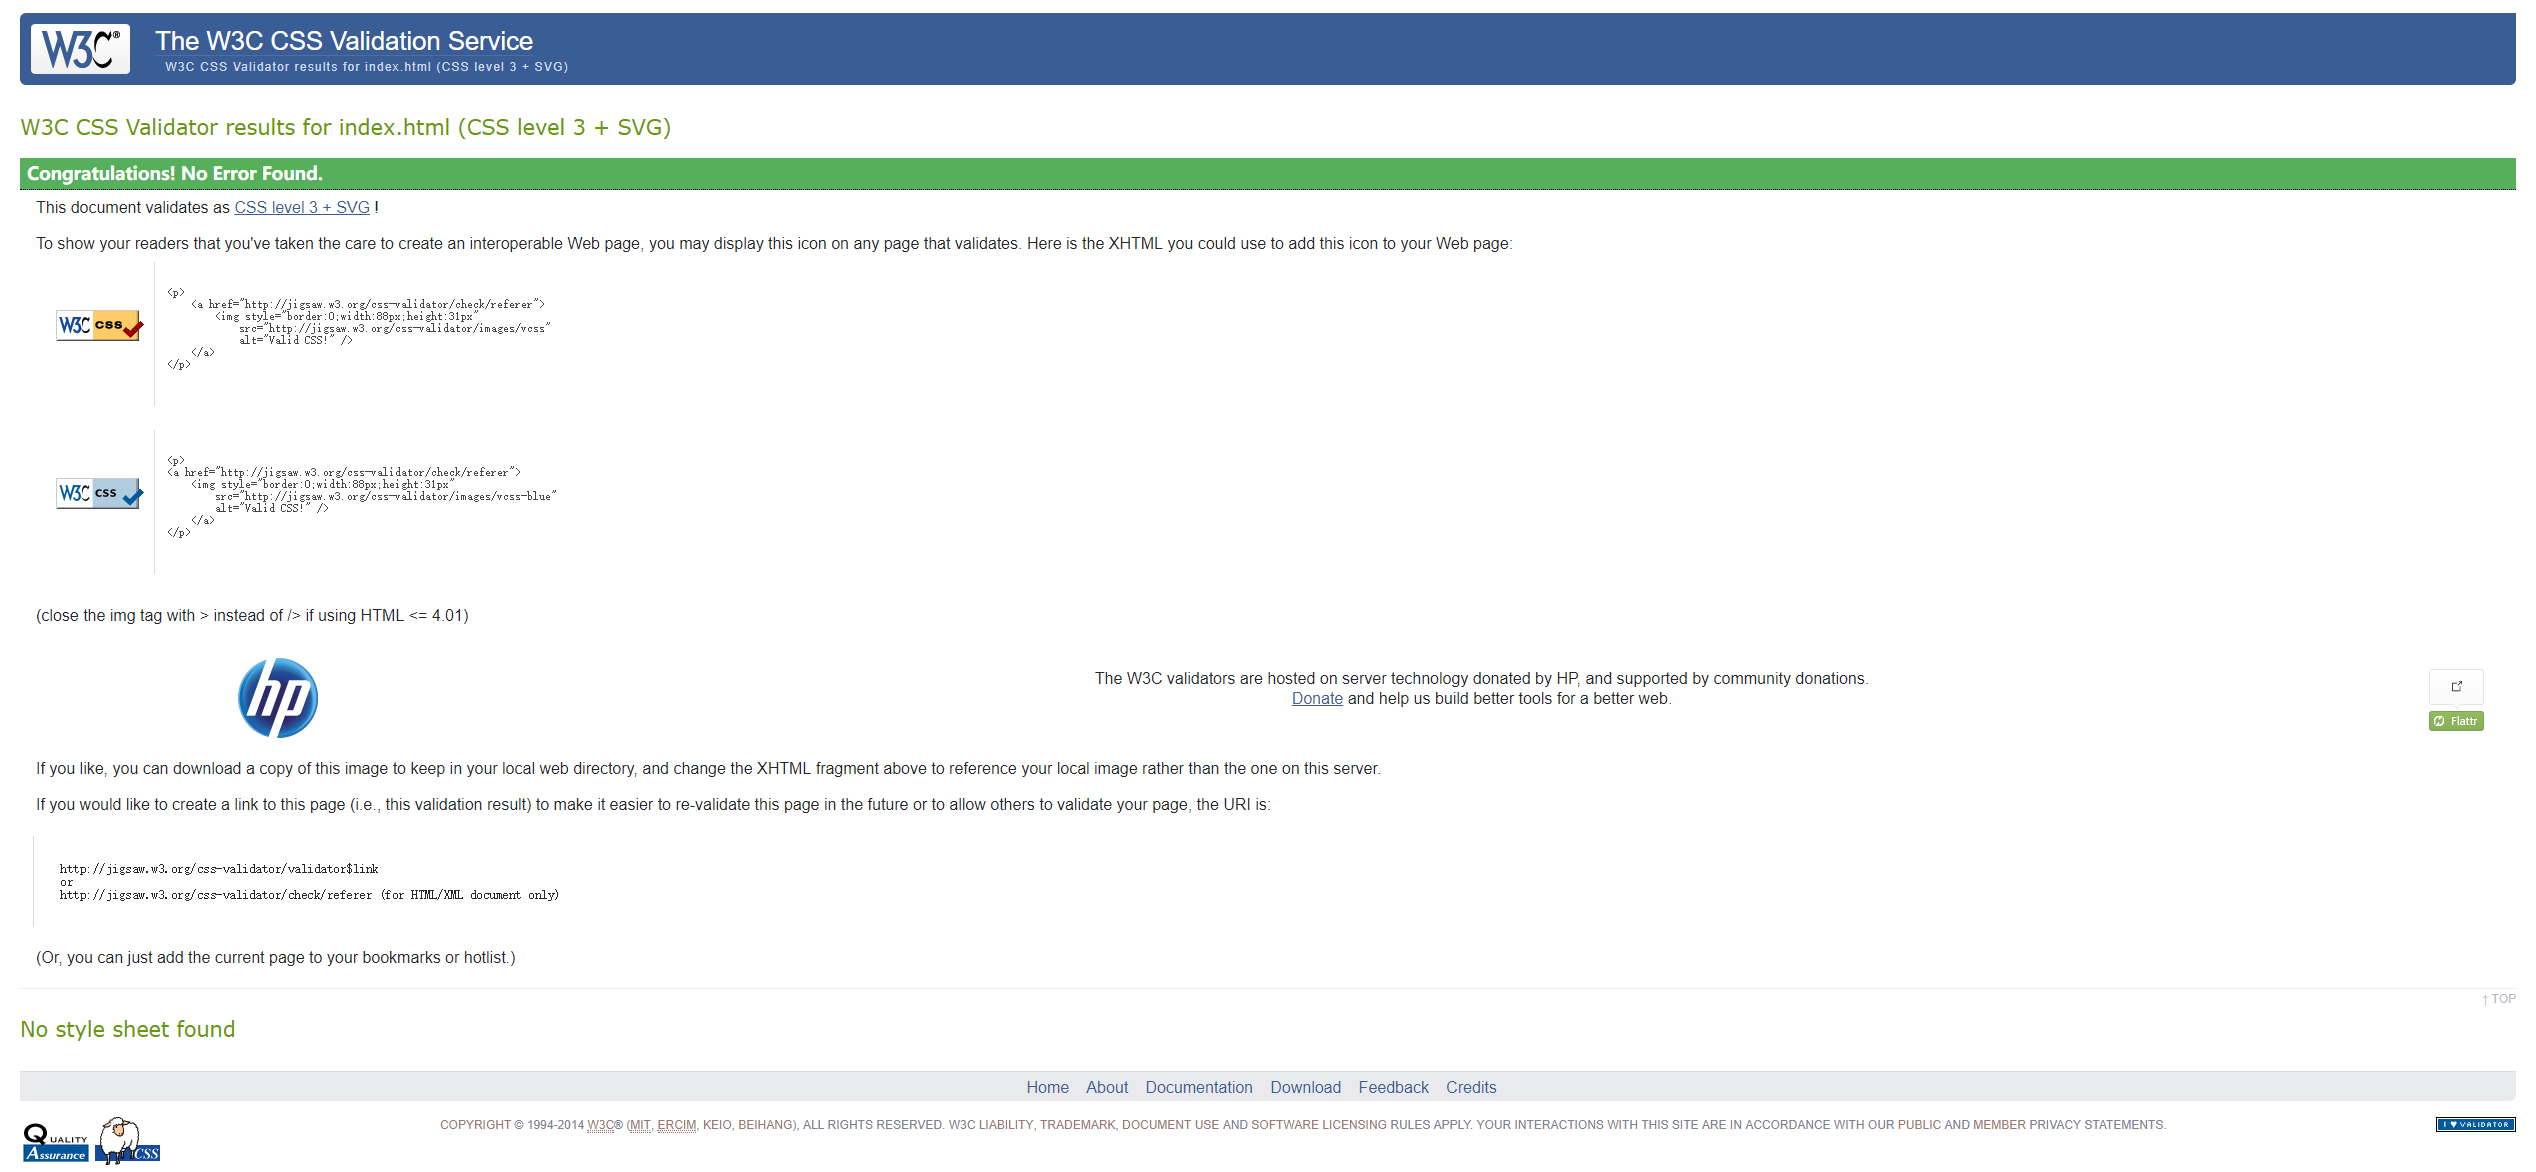 W3C®
The W3C CSS Validation Service
W3C CSS Validator results for index.html (CSS level 3 + SVG)
W3C CSS Validator results for index.html (CSS level 3 + SVG)
Congratulations! No Error Found.
This document validates as CSS level 3 + SVG !
To show your readers that you've taken the care to create an interoperable Web page, you may display this icon on any page that validates. Here is the XHTML you could use to add this icon to your Web page:
W3C css
<p>
<a href="http://jigsaw.w3.org/css-validator/check/referer">
<img style="border:0;width:88px;height:31px"
src="http://jigsaw.w3.org/css-validator/images/vcss"
alt="Valid CSS!" />
</a>
</p>
W3C css
<p>
<a href="http://jigsaw.w3.org/css-validator/check/referer">
<img style="border:0;width:88px;height:31px"
src="http://jigsaw.w3.org/css-validator/images/vcss-blue"
alt="Valid CSS!" />
</a>
</p>
(close the img tag with > instead of /> if using HTML <= 4.01)
hp
The W3C validators are hosted on server technology donated by HP, and supported by community donations.
Donate and help us build better tools for a better web.
Flattr
If you like, you can download a copy of this image to keep in your local web directory, and change the XHTML fragment above to reference your local image rather than the one on this server.
If you would like to create a link to this page (i.e., this validation result) to make it easier to re-validate this page in the future or to allow others to validate your page, the URI is:
http://jigsaw.w3.org/css-validator/validator$link
or
http://jigsaw.w3.org/css-validator/check/referer (for HTML/XML document only)
(Or, you can just add the current page to your bookmarks or hotlist.)
↑ TOP
No style sheet found
Home About Documentation Download Feedback Credits
Quality
Assurance
CSS
COPYRIGHT © 1994-2014 W3C® (MIT, ERCIM, KEIO, BEIHANG), ALL RIGHTS RESERVED. W3C LIABILITY, TRADEMARK, DOCUMENT USE AND SOFTWARE LICENSING RULES APPLY. YOUR INTERACTIONS WITH THIS SITE ARE IN ACCORDANCE WITH OUR PUBLIC AND MEMBER PRIVACY STATEMENTS.
I ♥ VALIDATOR